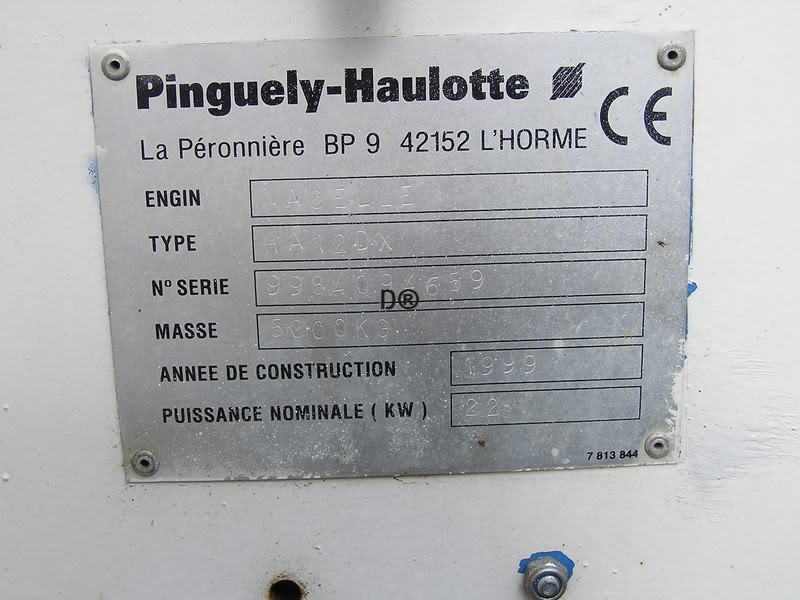 Pinguely-Haulotte
CE
La Péronnière BP 9 42152 L'HORME
ENGIN NACELLE
TYPE HA12DX
N° SERIE
D®
MASSE 5000KG
ANNEE DE CONSTRUCTION 1999
PUISSANCE NOMINALE ( KW ) 22
7 813 844